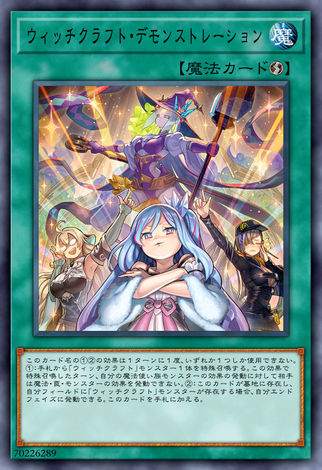 ウィッチクラフト・デモンストレーション
魔
【魔法カード】
このカード名の①②の効果は1ターンに1度、いずれか1つしか使用できない。
①:手札から「ウィッチクラフト」モンスター1体を特殊召喚する。この効果で
特殊召喚したターン、自分の魔法使い族モンスターの効果の発動に対して相手
は魔法・罠・モンスターの効果を発動できない。②:このカードが墓地に存在し、
自分フィールドに「ウィッチクラフト」モンスターが存在する場合、自分エンド
フェイズに発動できる。このカードを手札に加える。
70226289